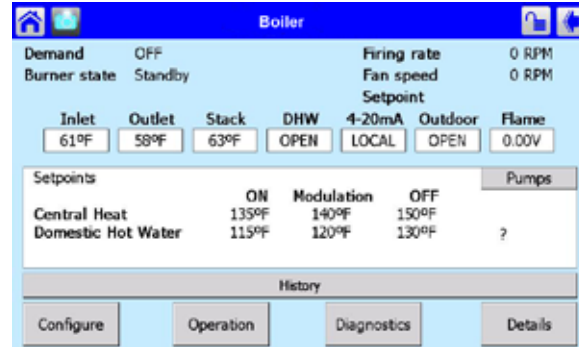 Boiler
Demand OFF Firing rate 0 RPM
Burner state Standby Fan speed 0 RPM
Setpoint
Inlet Outlet Stack DHW 4-20mA Outdoor Flame
61ºF 58ºF 63ºF OPEN LOCAL OPEN 0.00V
Setpoints Pumps
ON Modulation OFF
Central Heat 135ºF 140ºF 150ºF
Domestic Hot Water 115ºF 120ºF 130ºF ?
History
Configure Operation Diagnostics Details